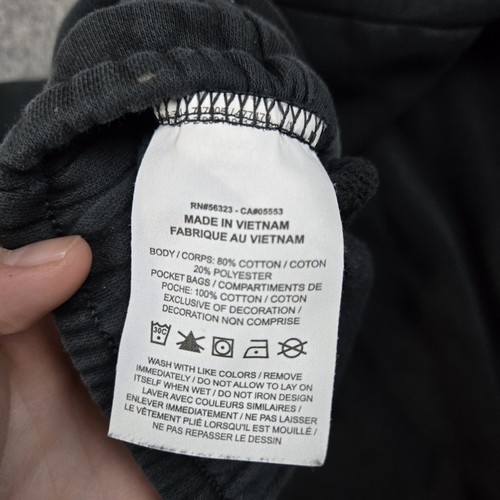 RN#56323 - CA#05553
MADE IN VIETNAM
FABRIQUE AU VIETNAM
BODY / CORPS: 80% COTTON / COTON
20% POLYESTER
POCKET BAGS / COMPARTIMENTS DE
POCHE: 100% COTTON / COTON
EXCLUSIVE OF DECORATION /
DECORATION NON COMPRISE
30C
WASH WITH LIKE COLORS / REMOVE
IMMEDIATELY / DO NOT ALLOW TO LAY ON
ITSELF WHEN WET / DO NOT IRON DESIGN
LAVER AVEC COULEURS SIMILAIRES /
ENLEVER IMMÉDIATEMENT / NE PAS LAISSER
LE VÊTEMENT PLIÉ LORSQU'IL EST MOUILLÉ /
NE PAS REPASSER LE DESSIN